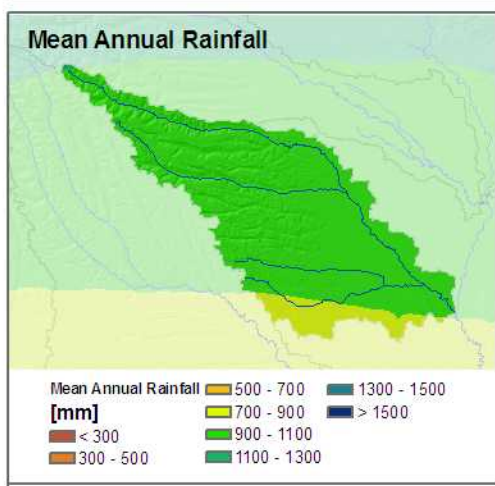 Mean Annual Rainfall
Mean Annual Rainfall
[mm]
< 300
300 - 500
500 - 700
700 - 900
900 - 1100
1100 - 1300
1300 - 1500
> 1500